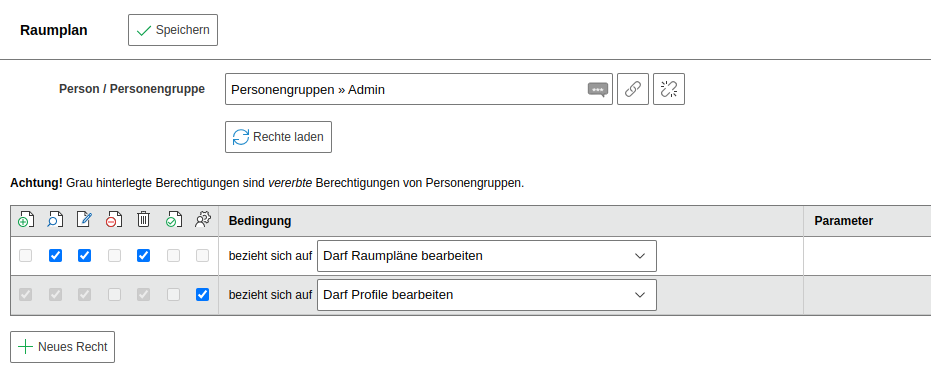 Raumplan
Speichern
Person / Personengruppe
Personengruppen » Admin
Rechte laden
Achtung! Grau hinterlegte Berechtigungen sind vererbte Berechtigungen von Personengruppen.
Bedingung Parameter
bezieht sich auf Darf Raumpläne bearbeiten
bezieht sich auf Darf Profile bearbeiten
Neues Recht